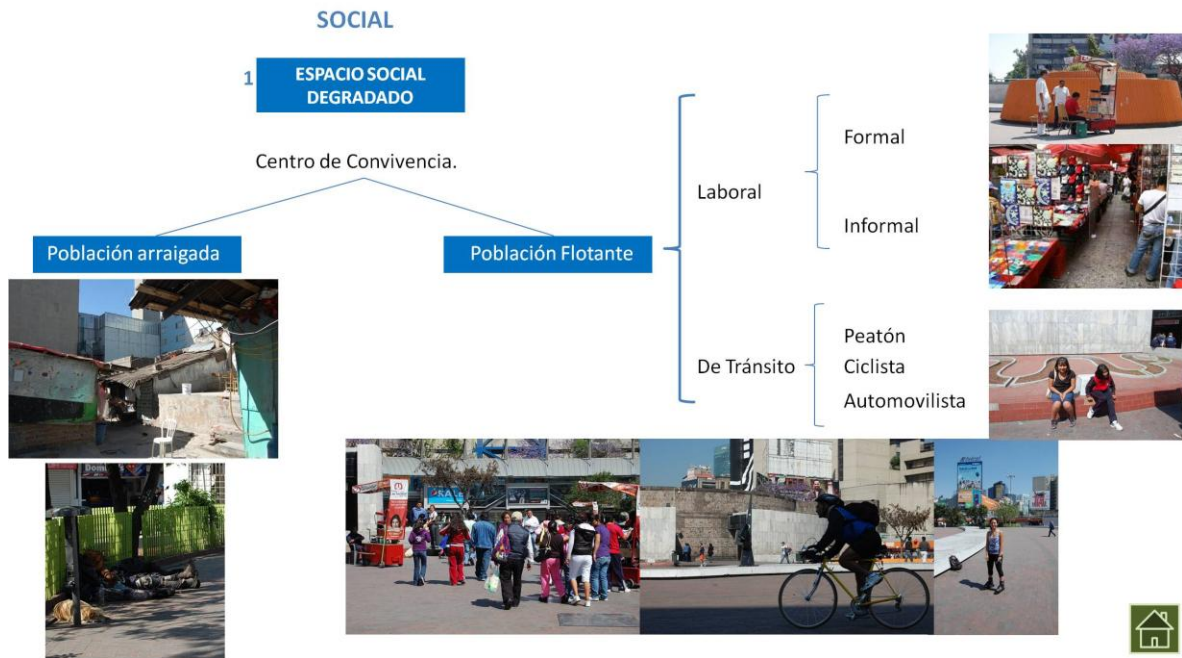 SOCIAL
1
ESPACIO SOCIAL
DEGRADADO
Centro de Convivencia.
Población arraigada
Población Flotante
Laboral
Formal
Informal
De Tránsito
Peatón
Ciclista
Automovilista